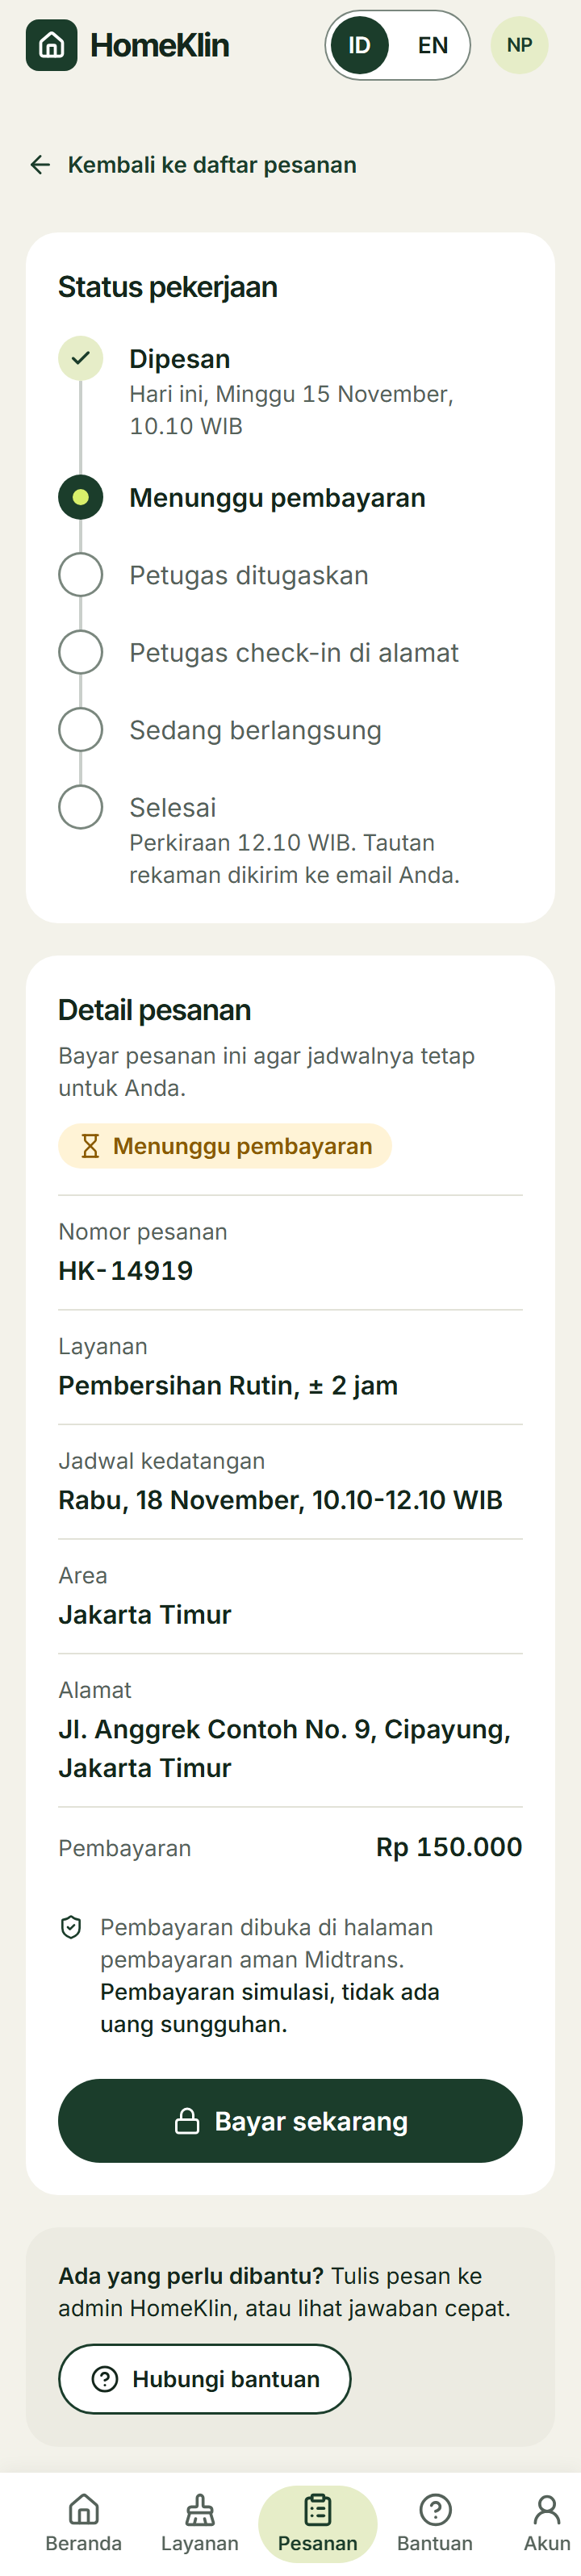 HomeKlin
ID
EN
NP
Kembali ke daftar pesanan
Status pekerjaan
Dipesan
Hari ini, Minggu 15 November,
10.10 WIB
Menunggu pembayaran
Petugas ditugaskan
Petugas check-in di alamat
Sedang berlangsung
Selesai
Perkiraan 12.10 WIB. Tautan
rekaman dikirim ke email Anda.
Detail pesanan
Bayar pesanan ini agar jadwalnya tetap
untuk Anda.
Menunggu pembayaran
Nomor pesanan
HK-14919
Layanan
Pembersihan Rutin, ± 2 jam
Jadwal kedatangan
Rabu, 18 November, 10.10-12.10 WIB
Area
Jakarta Timur
Alamat
Jl. Anggrek Contoh No. 9, Cipayung,
Jakarta Timur
Pembayaran Rp 150.000
Pembayaran dibuka di halaman
pembayaran aman Midtrans.
Pembayaran simulasi, tidak ada
uang sungguhan.
Bayar sekarang
Ada yang perlu dibantu? Tulis pesan ke
admin HomeKlin, atau lihat jawaban cepat.
Hubungi bantuan
Beranda
Layanan
Pesanan
Bantuan
Akun